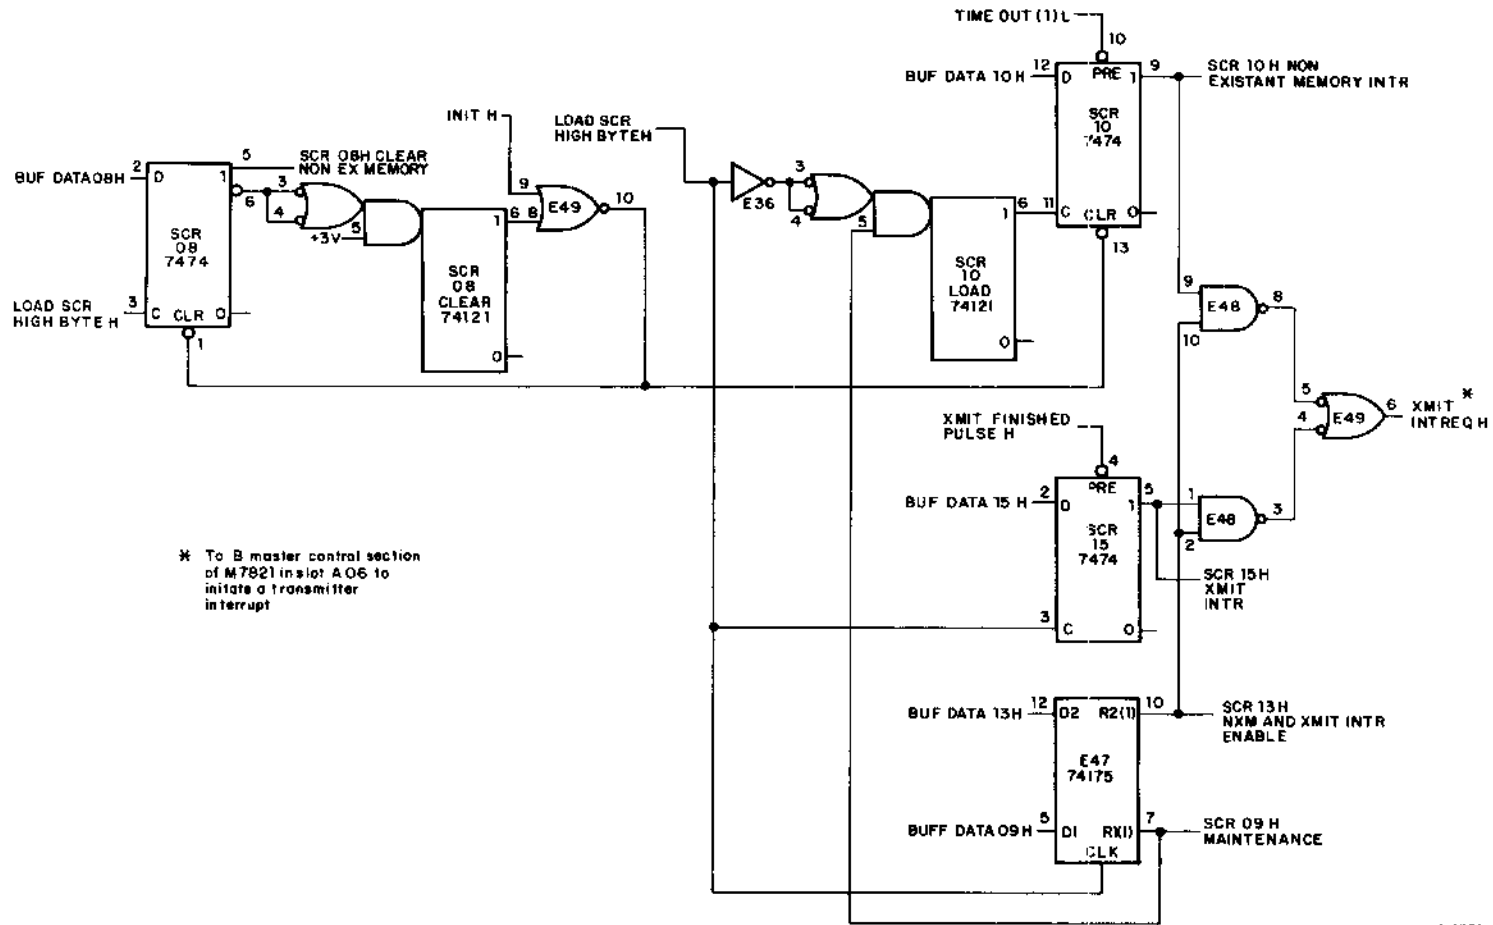 TIME OUT (1) L
10
BUF DATA 10 H
12
D
PRE
1
9
SCR 10 H NON
EXISTANT MEMORY INTR
SCR
10
7474
11
C
CLR
0
13
INIT H
LOAD SCR
HIGH BYTE H
BUF DATA 08 H
2
D
1
5
SCR 08H CLEAR
NON EX MEMORY
6
SCR
08
7474
LOAD SCR
HIGH BYTE H
3
C
CLR
0
1
3
4
+3V
5
SCR
08
CLEAR
74121
1
0
6
8
9
E49
10
E36
3
4
5
SCR
10
LOAD
74121
1
0
6
9
10
E48
8
5
4
E49
6
XMIT *
INTREQ H
XMIT FINISHED
PULSE H
4
BUF DATA 15 H
2
D
PRE
1
5
SCR
15
7474
3
C
0
1
2
E48
3
SCR 15 H
XMIT
INTR
* To B master control section
of M7821 in slot A06 to
initate a transmitter
interrupt
BUF DATA 13H
12
D2
R2(1)
10
SCR 13H
NXM AND XMIT INTR
ENABLE
E47
74175
BUFF DATA 09 H
5
D1
R1(1)
7
SCR 09 H
MAINTENANCE
CLK